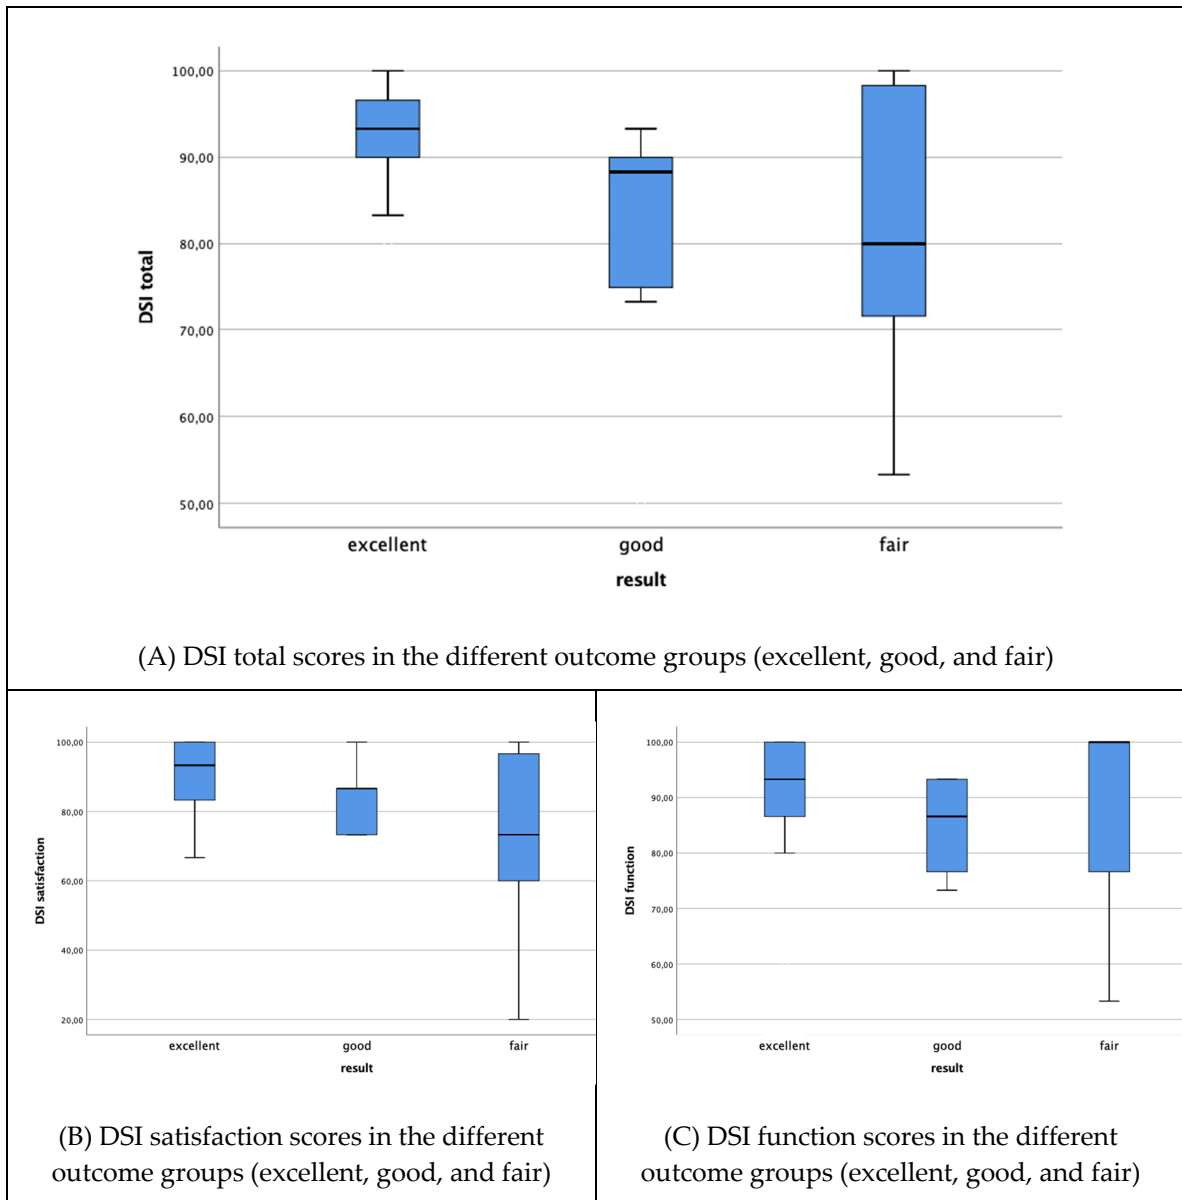 100,00
90,00
80,00
70,00
60,00
50,00
DSI total
excellent good fair
result
(A) DSI total scores in the different outcome groups (excellent, good, and fair)
100,00
80,00
60,00
40,00
20,00
DSI satisfaction
excellent good fair
result
(B) DSI satisfaction scores in the different
outcome groups (excellent, good, and fair)
100,00
90,00
80,00
70,00
60,00
50,00
DSI function
excellent good fair
result
(C) DSI function scores in the different
outcome groups (excellent, good, and fair)